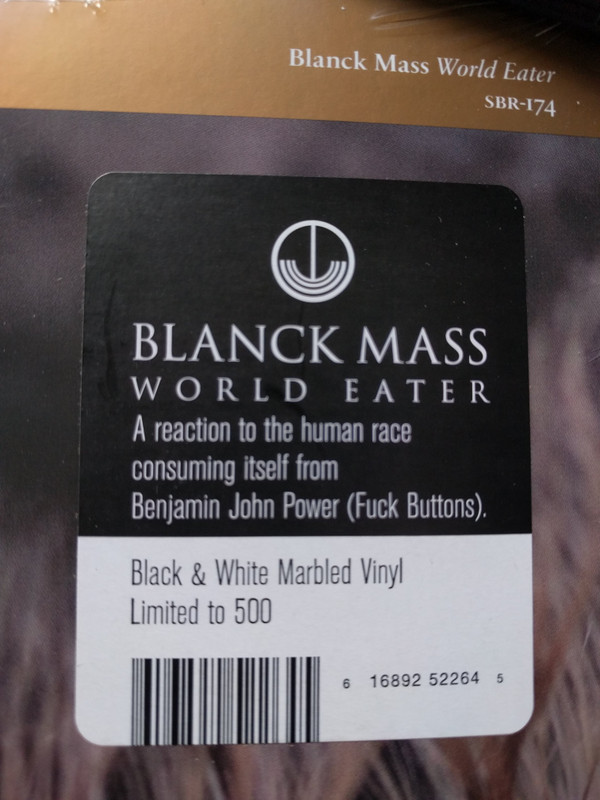 Blanck Mass World Eater
SBR-174
BLANCK MASS
WORLD EATER
A reaction to the human race
consuming itself from
Benjamin John Power (Fuck Buttons).
Black & White Marbled Vinyl
Limited to 500
6 16892 52264 5